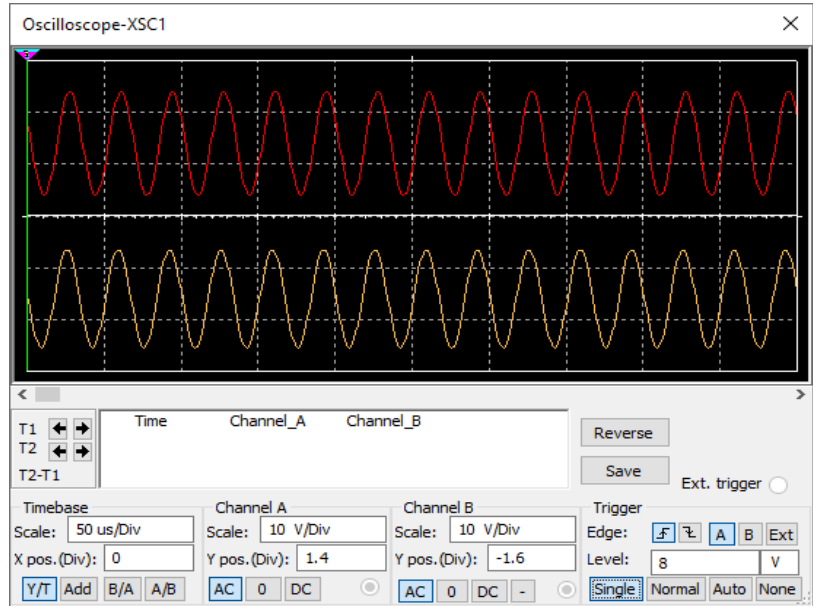 Oscilloscope-XSC1
Time Channel_A Channel_B
T1
T2
T2-T1
Reverse
Save
Ext. trigger
Timebase
Scale: 50 us/Div
X pos.(Div): 0
Y/T Add B/A A/B
Channel A
Scale: 10 V/Div
Y pos.(Div): 1.4
AC 0 DC
Channel B
Scale: 10 V/Div
Y pos.(Div): -1.6
AC 0 DC -
Trigger
Edge: A B Ext
Level: 8 V
Single Normal Auto None